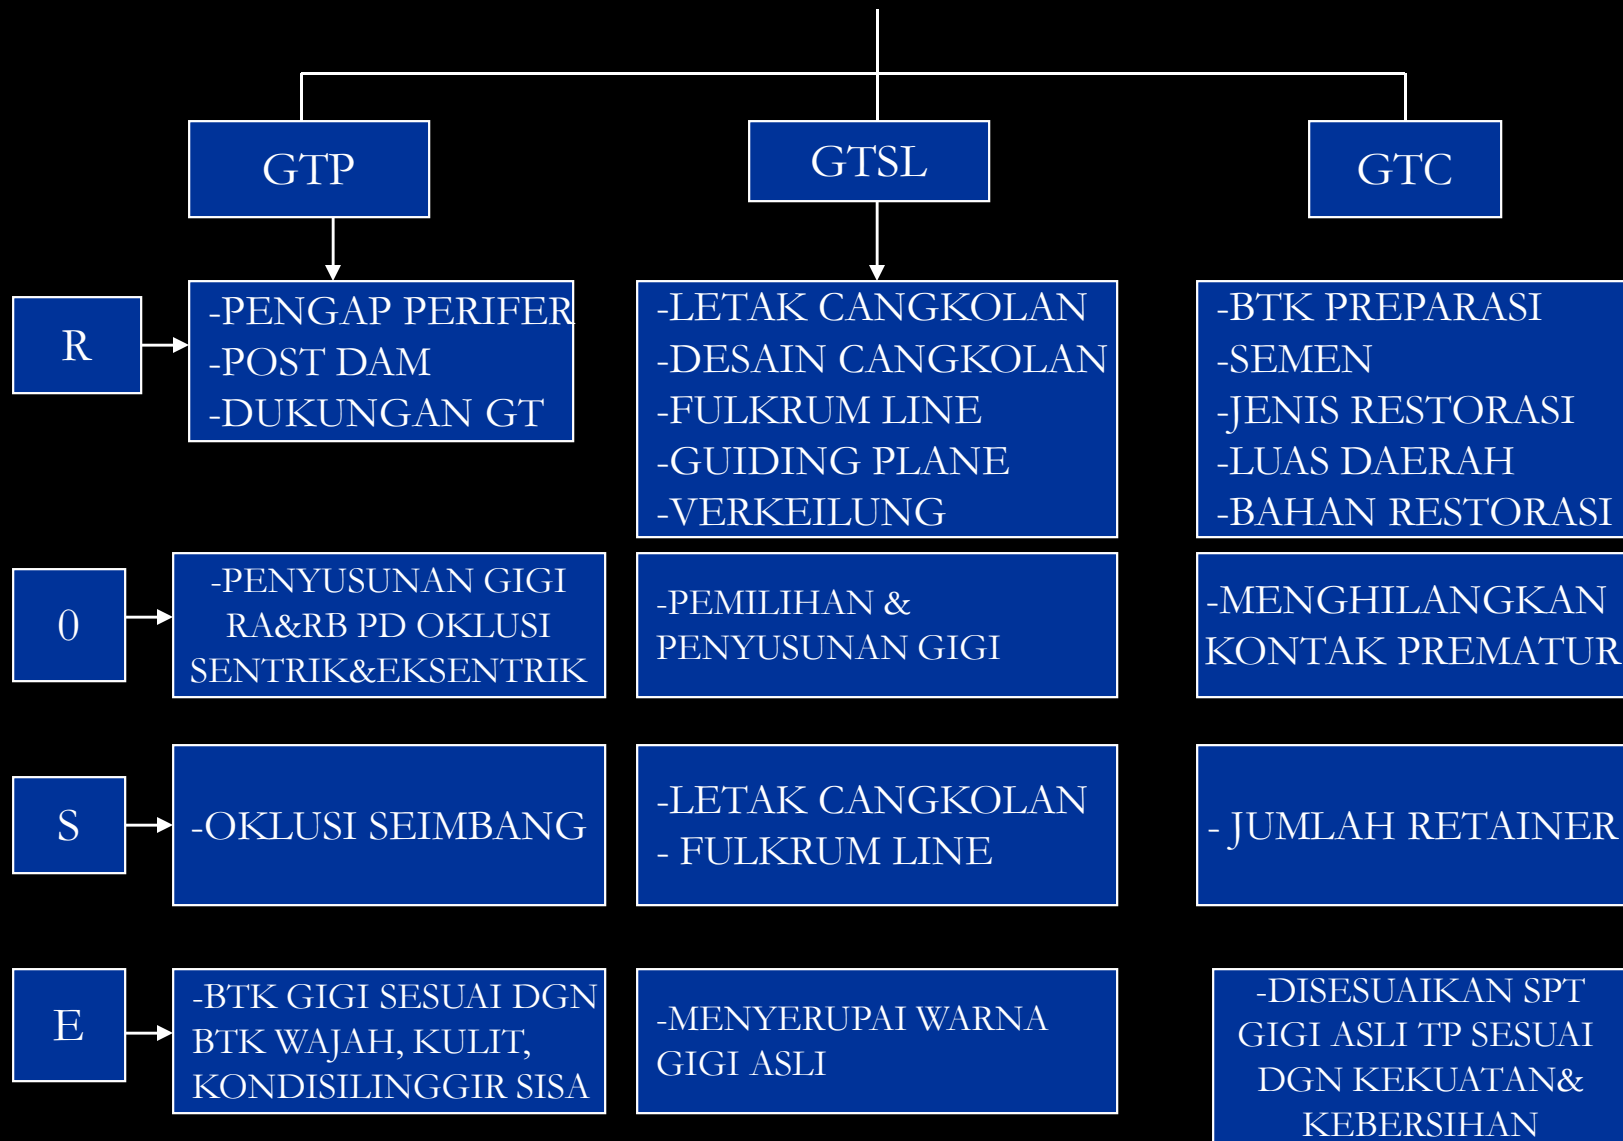 GTP
GTSL
GTC
R
-PENGAP PERIFER
-POST DAM
-DUKUNGAN GT
-LETAK CANGKOLAN
-DESAIN CANGKOLAN
-FULKRUM LINE
-GUIDING PLANE
-VERKEILUNG
-BTK PREPARASI
-SEMEN
-JENIS RESTORASI
-LUAS DAERAH
-BAHAN RESTORASI
0
-PENYUSUNAN GIGI
RA&RB PD OKLUSI
SENTRIK&EKSENTRIK
-PEMILIHAN &
PENYUSUNAN GIGI
-MENGHILANGKAN
KONTAK PREMATUR
S
-OKLUSI SEIMBANG
-LETAK CANGKOLAN
- FULKRUM LINE
- JUMLAH RETAINER
E
-BTK GIGI SESUAI DGN
BTK WAJAH, KULIT,
KONDISILINGGIR SISA
-MENYERUPAI WARNA
GIGI ASLI
-DISESUAIKAN SPT
GIGI ASLI TP SESUAI
DGN KEKUATAN&
KEBERSIHAN